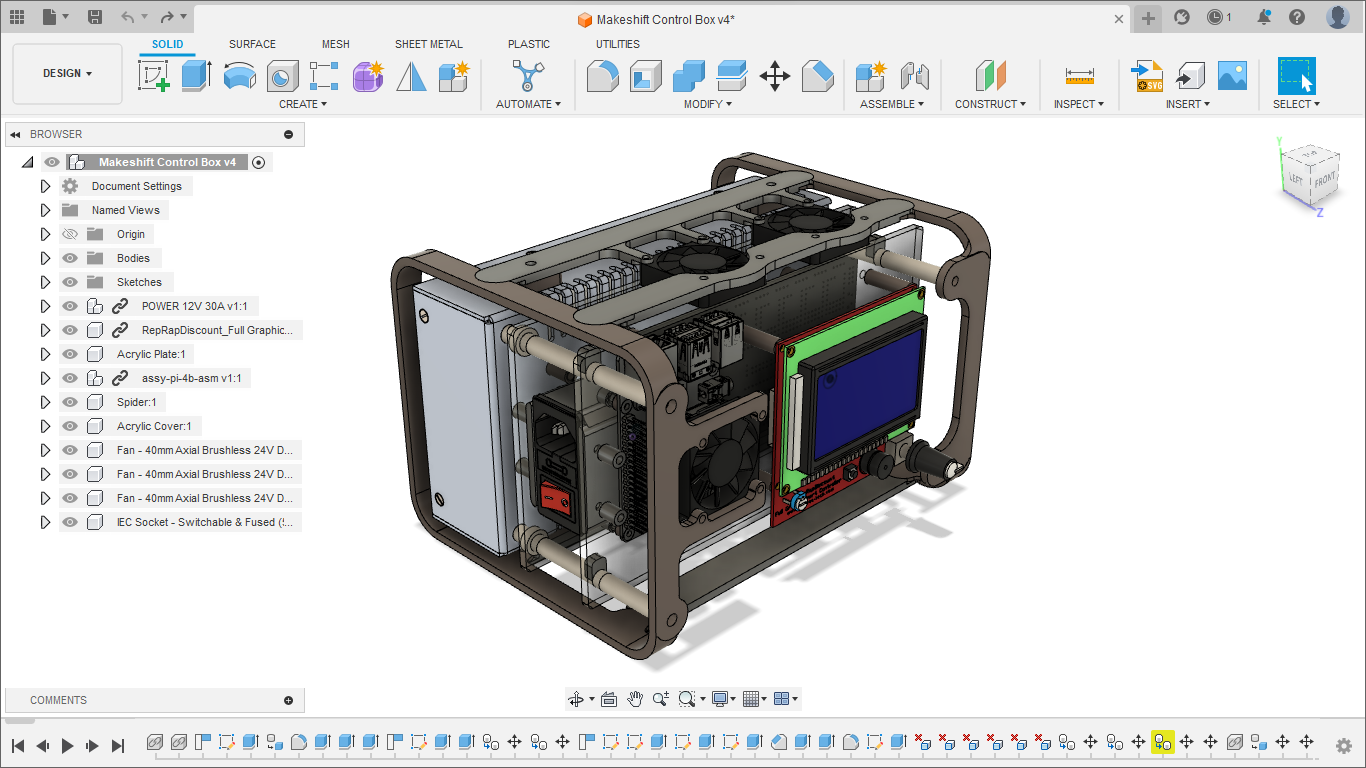 Makeshift Control Box v4*
1
DESIGN
SOLID
SURFACE
MESH
SHEET METAL
PLASTIC
UTILITIES
SVG
CREATE
AUTOMATE
MODIFY
ASSEMBLE
CONSTRUCT
INSPECT
INSERT
SELECT
BROWSER
Makeshift Control Box v4
Document Settings
Named Views
Origin
Bodies
Sketches
POWER 12V 30A v1:1
RepRapDiscount_Full Graphic...
Acrylic Plate:1
assy-pi-4b-asm v1:1
Spider:1
Acrylic Cover:1
Fan - 40mm Axial Brushless 24V D...
Fan - 40mm Axial Brushless 24V D...
Fan - 40mm Axial Brushless 24V D...
IEC Socket - Switchable & Fused (!...
Y
TOP
LEFT
FRONT
Z
COMMENTS